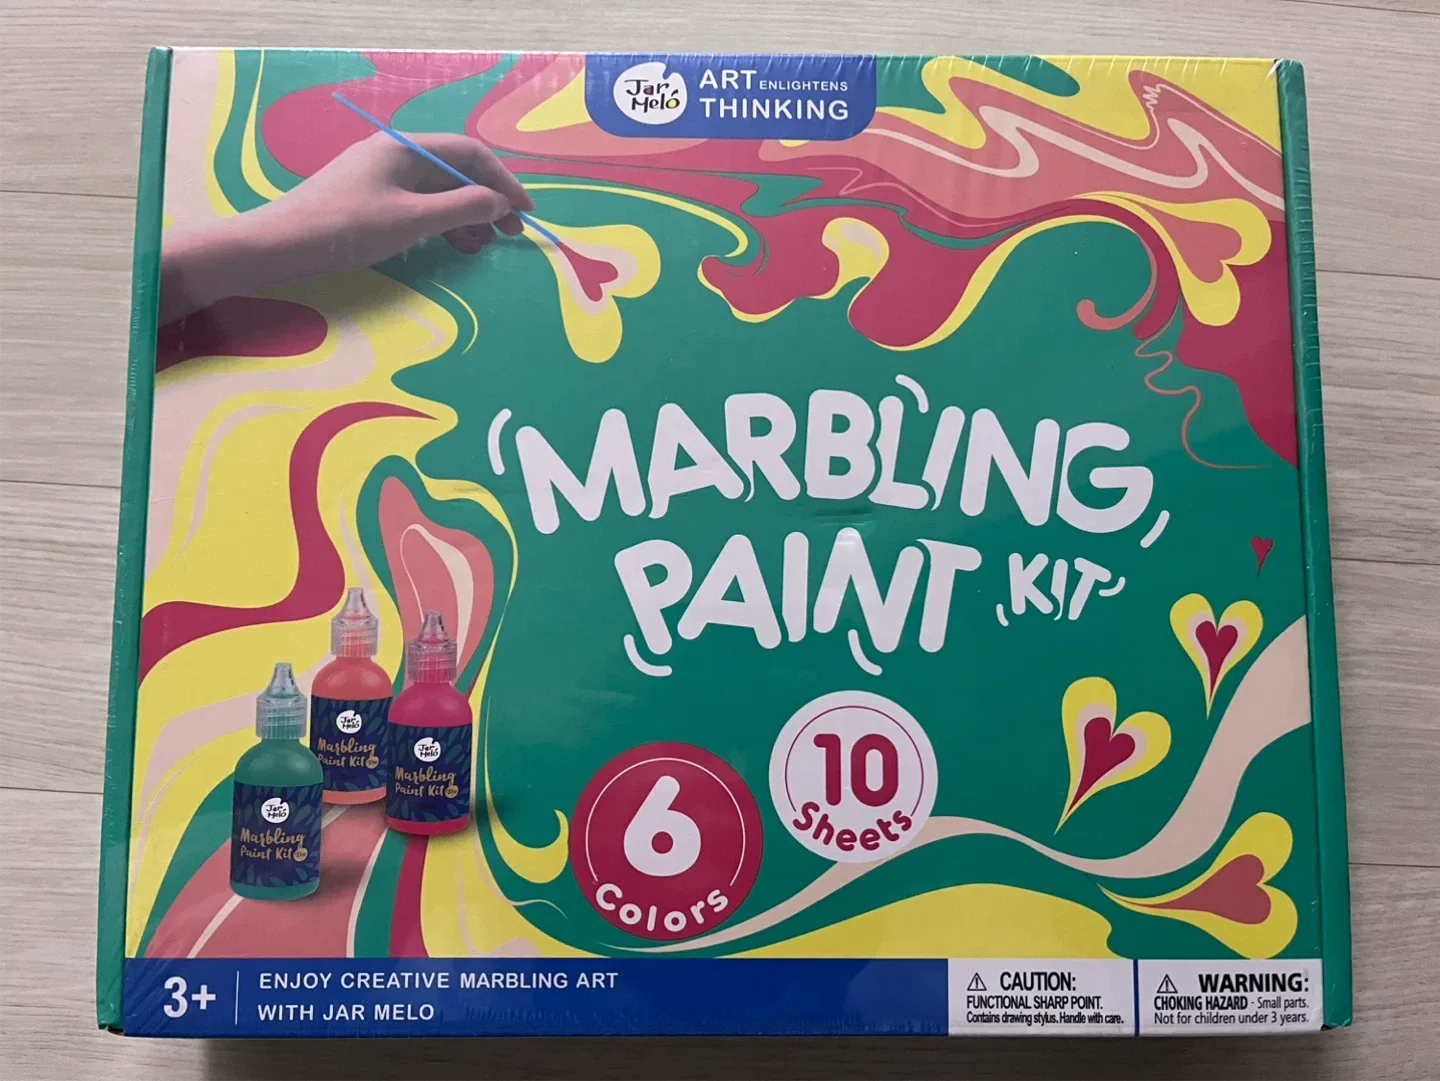 Jar
Meló
ART ENLIGHTENS
THINKING
MARBLING
PAINT KIT
Jar
Meló
Marbling
Paint Kit
Jar
Meló
Marbling
Paint Kit
Jar
Meló
Marbling
Paint Kit
6
Colors
10
Sheets
3+
ENJOY CREATIVE MARBLING ART
WITH JAR MELO
CAUTION:
FUNCTIONAL SHARP POINT.
Contains drawing stylus. Handle with care.
WARNING:
CHOKING HAZARD - Small parts.
Not for children under 3 years.